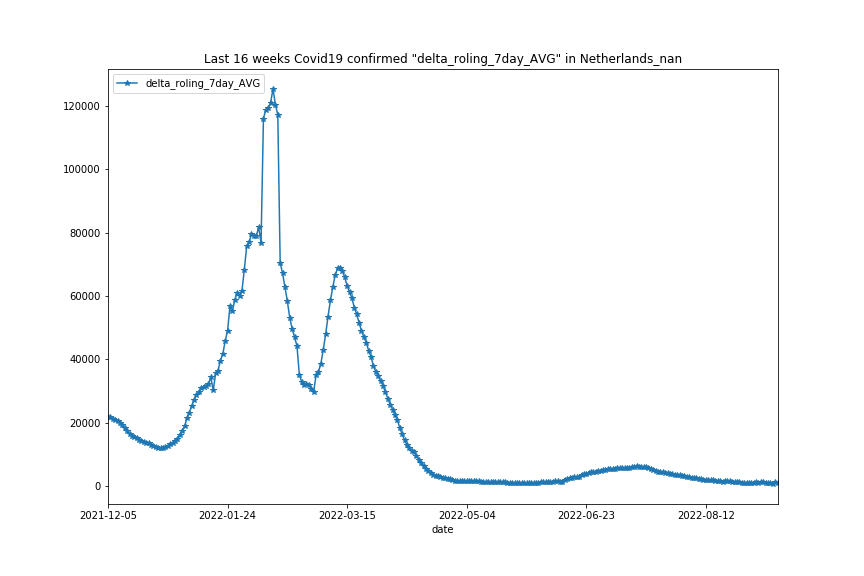 Last 16 weeks Covid19 confirmed "delta_roling_7day_AVG" in Netherlands_nan
delta_roling_7day_AVG
120000
100000
80000
60000
40000
20000
0
2021-12-05 2022-01-24 2022-03-15 2022-05-04 2022-06-23 2022-08-12
date